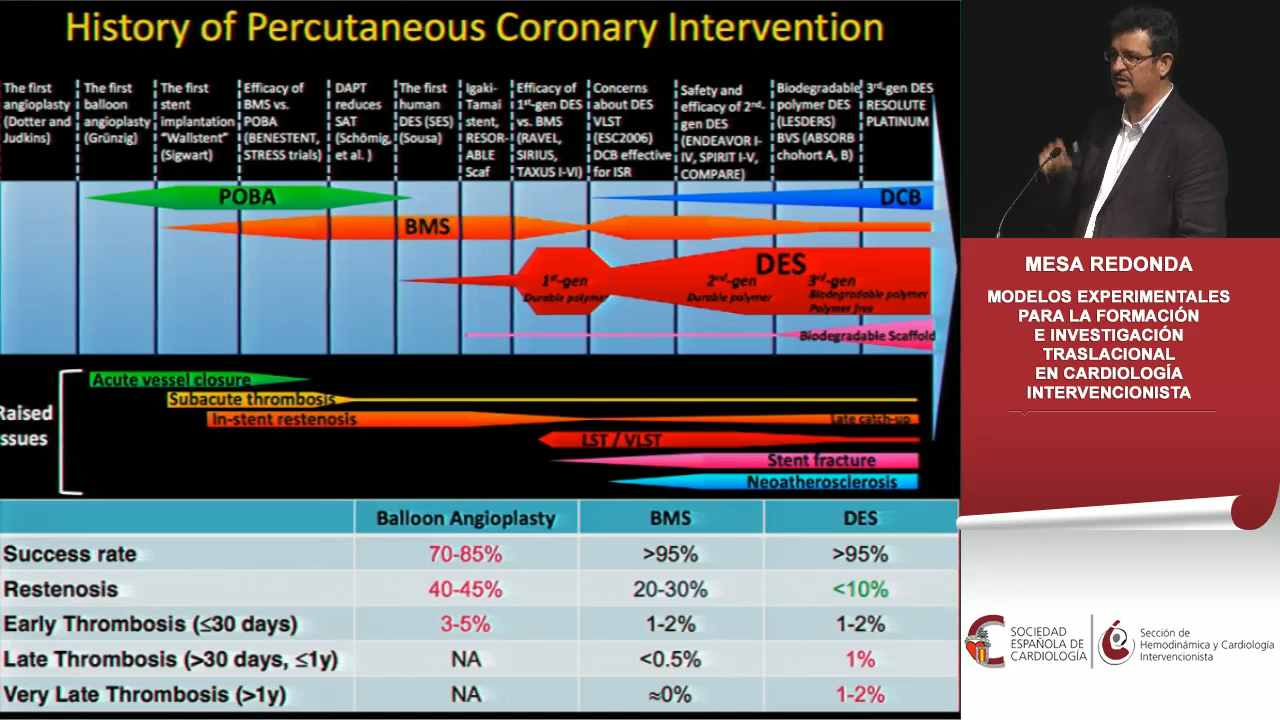 History of Percutaneous Coronary Intervention
The first
angioplasty
(Dotter and
Judkins)
The first
balloon
angioplasty
(Grünzig)
The first
stent
implantation
"Wallstent"
(Sigwart)
Efficacy of
BMS vs.
POBA
(BENESTENT,
STRESS trials)
DAPT
reduces
SAT
(Schömig,
et al. )
The first
human
DES (SES)
(Sousa)
Igaki-
Tamai
stent,
RESOR-
ABLE
Scaf
Efficacy of
1st-gen DES
vs. BMS
(RAVEL,
SIRIUS,
TAXUS I-VI)
Concerns
about DES
VLST
(ESC2006)
DCB effective
for ISR
Safety and
efficacy of 2nd-
gen DES
(ENDEAVOR I-
IV, SPIRIT I-V,
COMPARE)
Biodegradable
polymer DES
(LESDERS)
BVS (ABSORB
chohort A, B)
3rd-gen DES
RESOLUTE
PLATINUM
POBA
DCB
BMS
DES
1st-gen
Durable polymer
2nd-gen
Durable polymer
3rd-gen
Biodegradable polymer
Polymer free
Biodegradable Scaffold
Raised
ssues
Acute vessel closure
Subacute thrombosis
In-stent restenosis
Late catch-up
LST / VLST
Stent fracture
Neoatherosclerosis
Balloon Angioplasty BMS DES
Success rate 70-85% >95% >95%
Restenosis 40-45% 20-30% <10%
Early Thrombosis (≤30 days) 3-5% 1-2% 1-2%
Late Thrombosis (>30 days, ≤1y) NA <0.5% 1%
Very Late Thrombosis (>1y) NA ≈0% 1-2%
MESA REDONDA
MODELOS EXPERIMENTALES
PARA LA FORMACIÓN
E INVESTIGACIÓN
TRASLACIONAL
EN CARDIOLOGÍA
INTERVENCIONISTA
SOCIEDAD
ESPAÑOLA DE
CARDIOLOGÍA
Sección de
Hemodinámica y Cardiología
Intervencionista